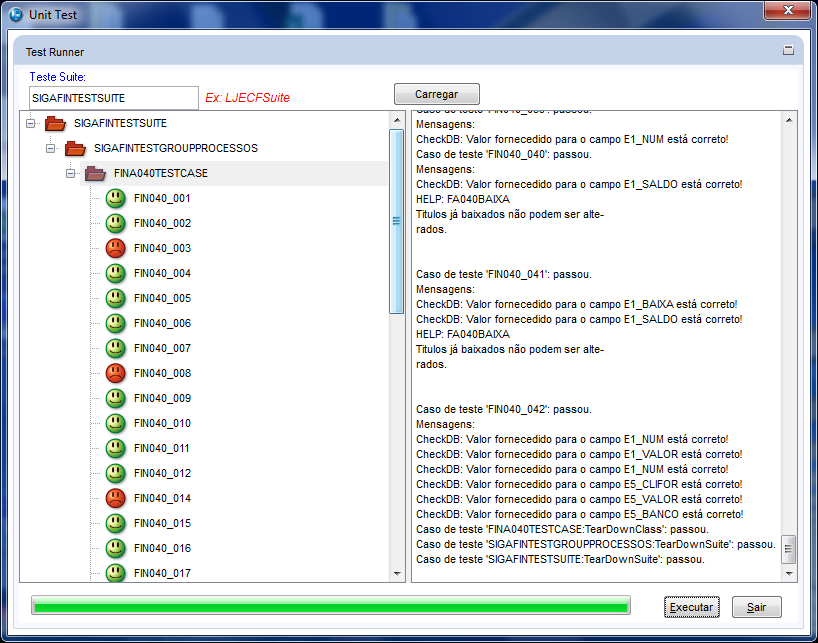 Unit Test
Test Runner
Teste Suite:
SIGAFINTESTSUITE
Ex: LJECFSuite
Carregar
SIGAFINTESTSUITE
SIGAFINTESTGROUPPROCESSOS
FINA040TESTCASE
FIN040_001
FIN040_002
FIN040_003
FIN040_004
FIN040_005
FIN040_006
FIN040_007
FIN040_008
FIN040_009
FIN040_010
FIN040_011
FIN040_012
FIN040_014
FIN040_015
FIN040_016
FIN040_017
Mensagens:
CheckDB: Valor fornecedido para o campo E1_NUM está correto!
Caso de teste 'FIN040_040': passou.
Mensagens:
CheckDB: Valor fornecedido para o campo E1_SALDO está correto!
HELP: FA040BAIXA
Titulos já baixados não podem ser alte-
rados.
Caso de teste 'FIN040_041': passou.
Mensagens:
CheckDB: Valor fornecedido para o campo E1_BAIXA está correto!
CheckDB: Valor fornecedido para o campo E1_SALDO está correto!
HELP: FA040BAIXA
Titulos já baixados não podem ser alte-
rados.
Caso de teste 'FIN040_042': passou.
Mensagens:
CheckDB: Valor fornecedido para o campo E1_NUM está correto!
CheckDB: Valor fornecedido para o campo E1_VALOR está correto!
CheckDB: Valor fornecedido para o campo E1_NUM está correto!
CheckDB: Valor fornecedido para o campo E5_CLIFOR está correto!
CheckDB: Valor fornecedido para o campo E5_VALOR está correto!
CheckDB: Valor fornecedido para o campo E5_BANCO está correto!
Caso de teste 'FINA040TESTCASE:TearDownClass': passou.
Caso de teste 'SIGAFINTESTGROUPPROCESSOS:TearDownSuite': passou.
Caso de teste 'SIGAFINTESTSUITE:TearDownSuite': passou.
Executar
Sair